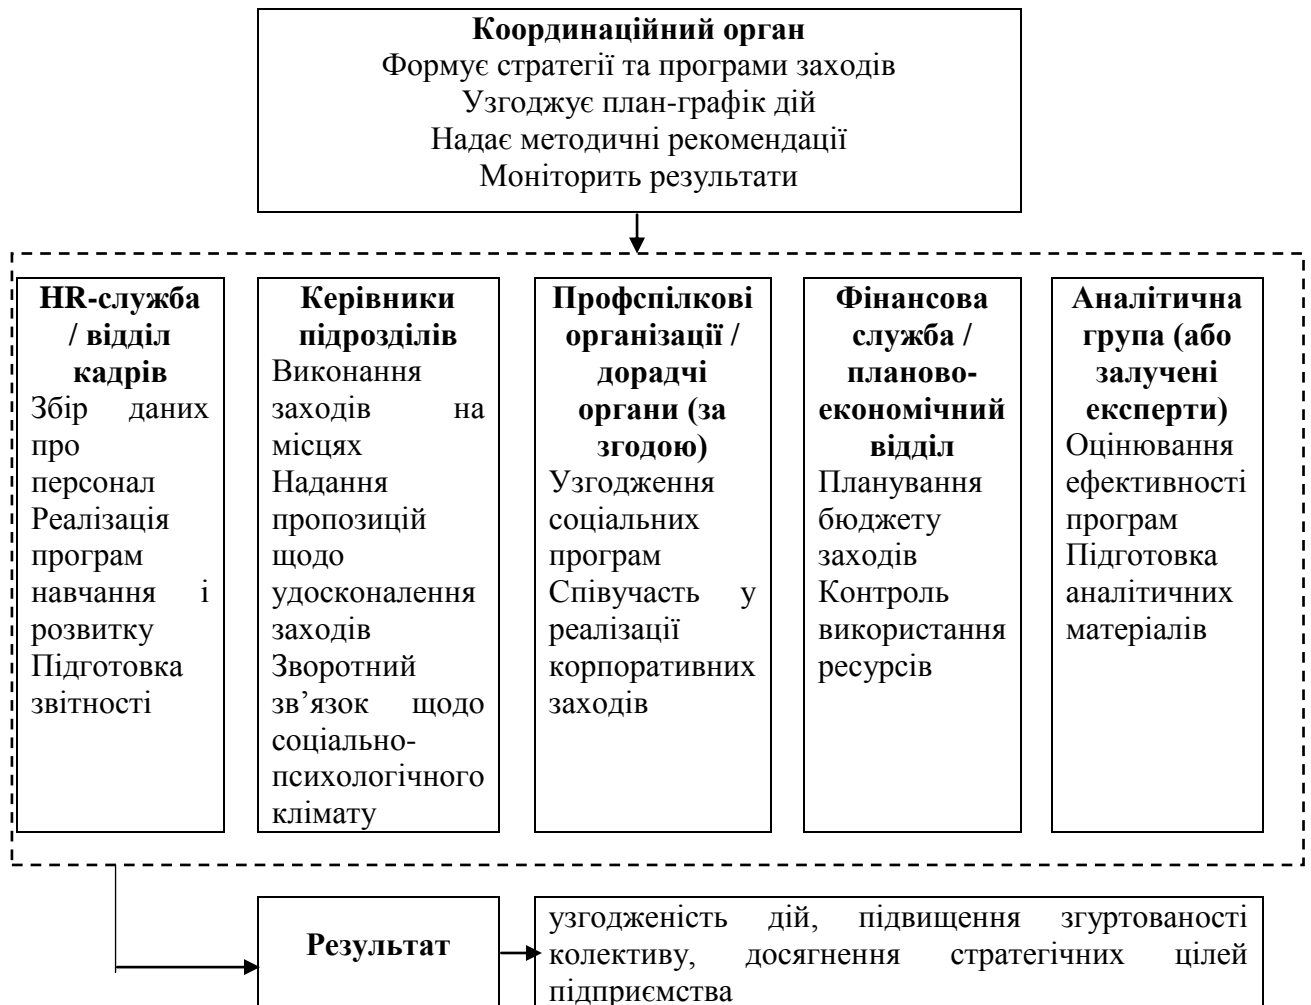 Координаційний орган
Формує стратегії та програми заходів
Узгоджує план-графік дій
Надає методичні рекомендації
Моніторить результати
HR-служба
/ відділ
кадрів
Збір даних
про
персонал
Реалізація
програм
навчання і
розвитку
Підготовка
звітності
Керівники
підрозділів
Виконання
заходів на
місцях
Надання
пропозицій
щодо
удосконалення
заходів
Зворотний
зв’язок щодо
соціально-
психологічного
клімату
Профспілкові
організації /
дорадчі
органи (за
згодою)
Узгодження
соціальних
програм
Співучасть у
реалізації
корпоративних
заходів
Фінансова
служба /
планово-
економічний
відділ
Планування
бюджету
заходів
Контроль
використання
ресурсів
Аналітична
група (або
залучені
експерти)
Оцінювання
ефективності
програм
Підготовка
аналітичних
матеріалів
Результат
узгодженість дій, підвищення згуртованості
колективу, досягнення стратегічних цілей
підприємства